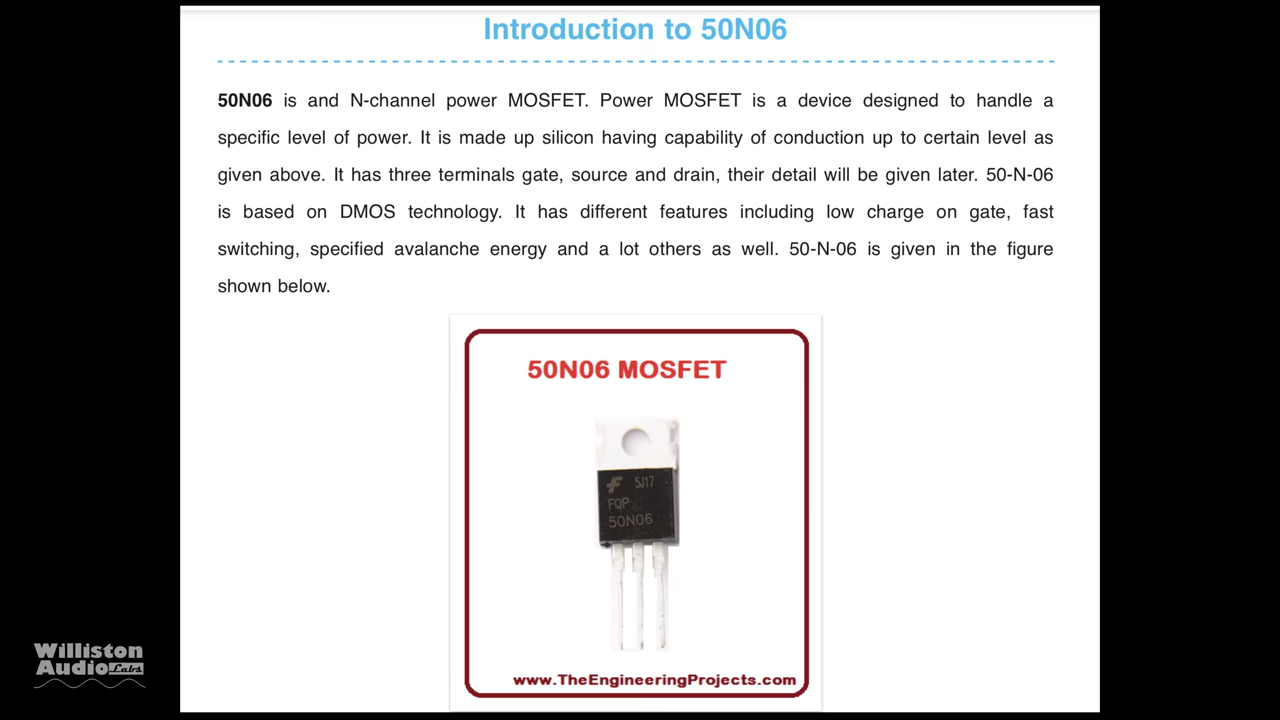 Introduction to 50N06
50N06 is and N-channel power MOSFET. Power MOSFET is a device designed to handle a
specific level of power. It is made up silicon having capability of conduction up to certain level as
given above. It has three terminals gate, source and drain, their detail will be given later. 50-N-06
is based on DMOS technology. It has different features including low charge on gate, fast
switching, specified avalanche energy and a lot others as well. 50-N-06 is given in the figure
shown below.
50N06 MOSFET
5J17
FQP
50N06
www.TheEngineeringProjects.com
Williston
Audio Labs